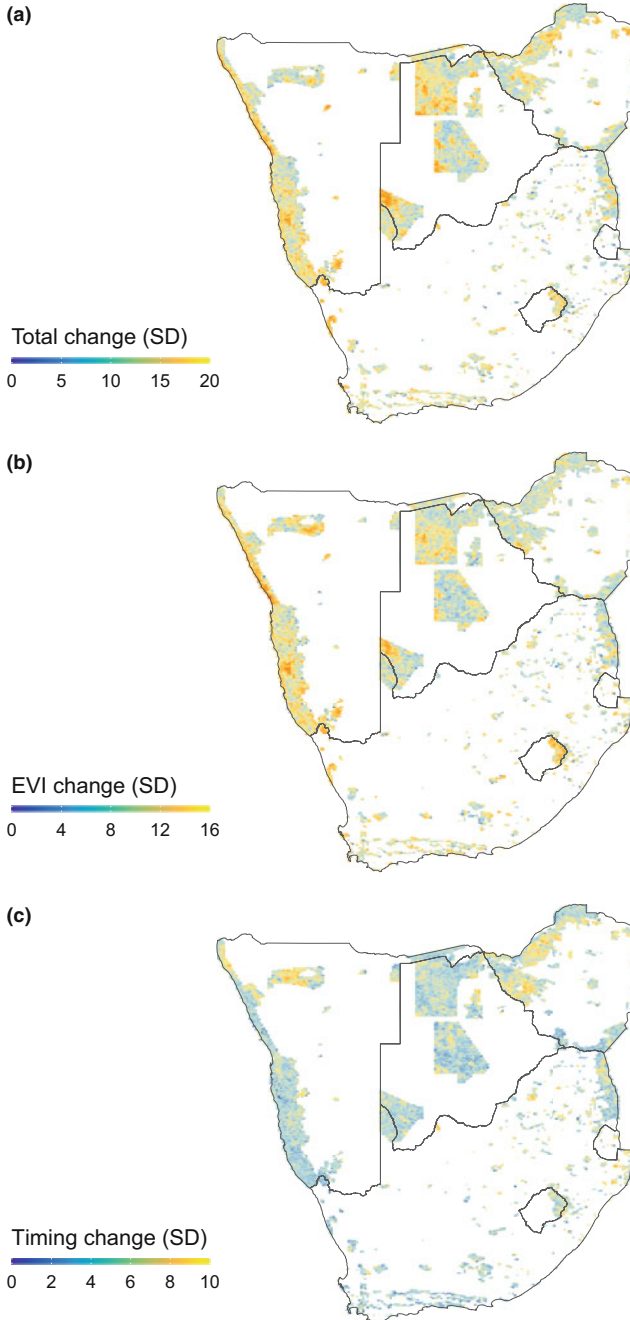 (a)
Total change (SD)
0 5 10 15 20
(b)
EVI change (SD)
0 4 8 12 16
(c)
Timing change (SD)
0 2 4 6 8 10